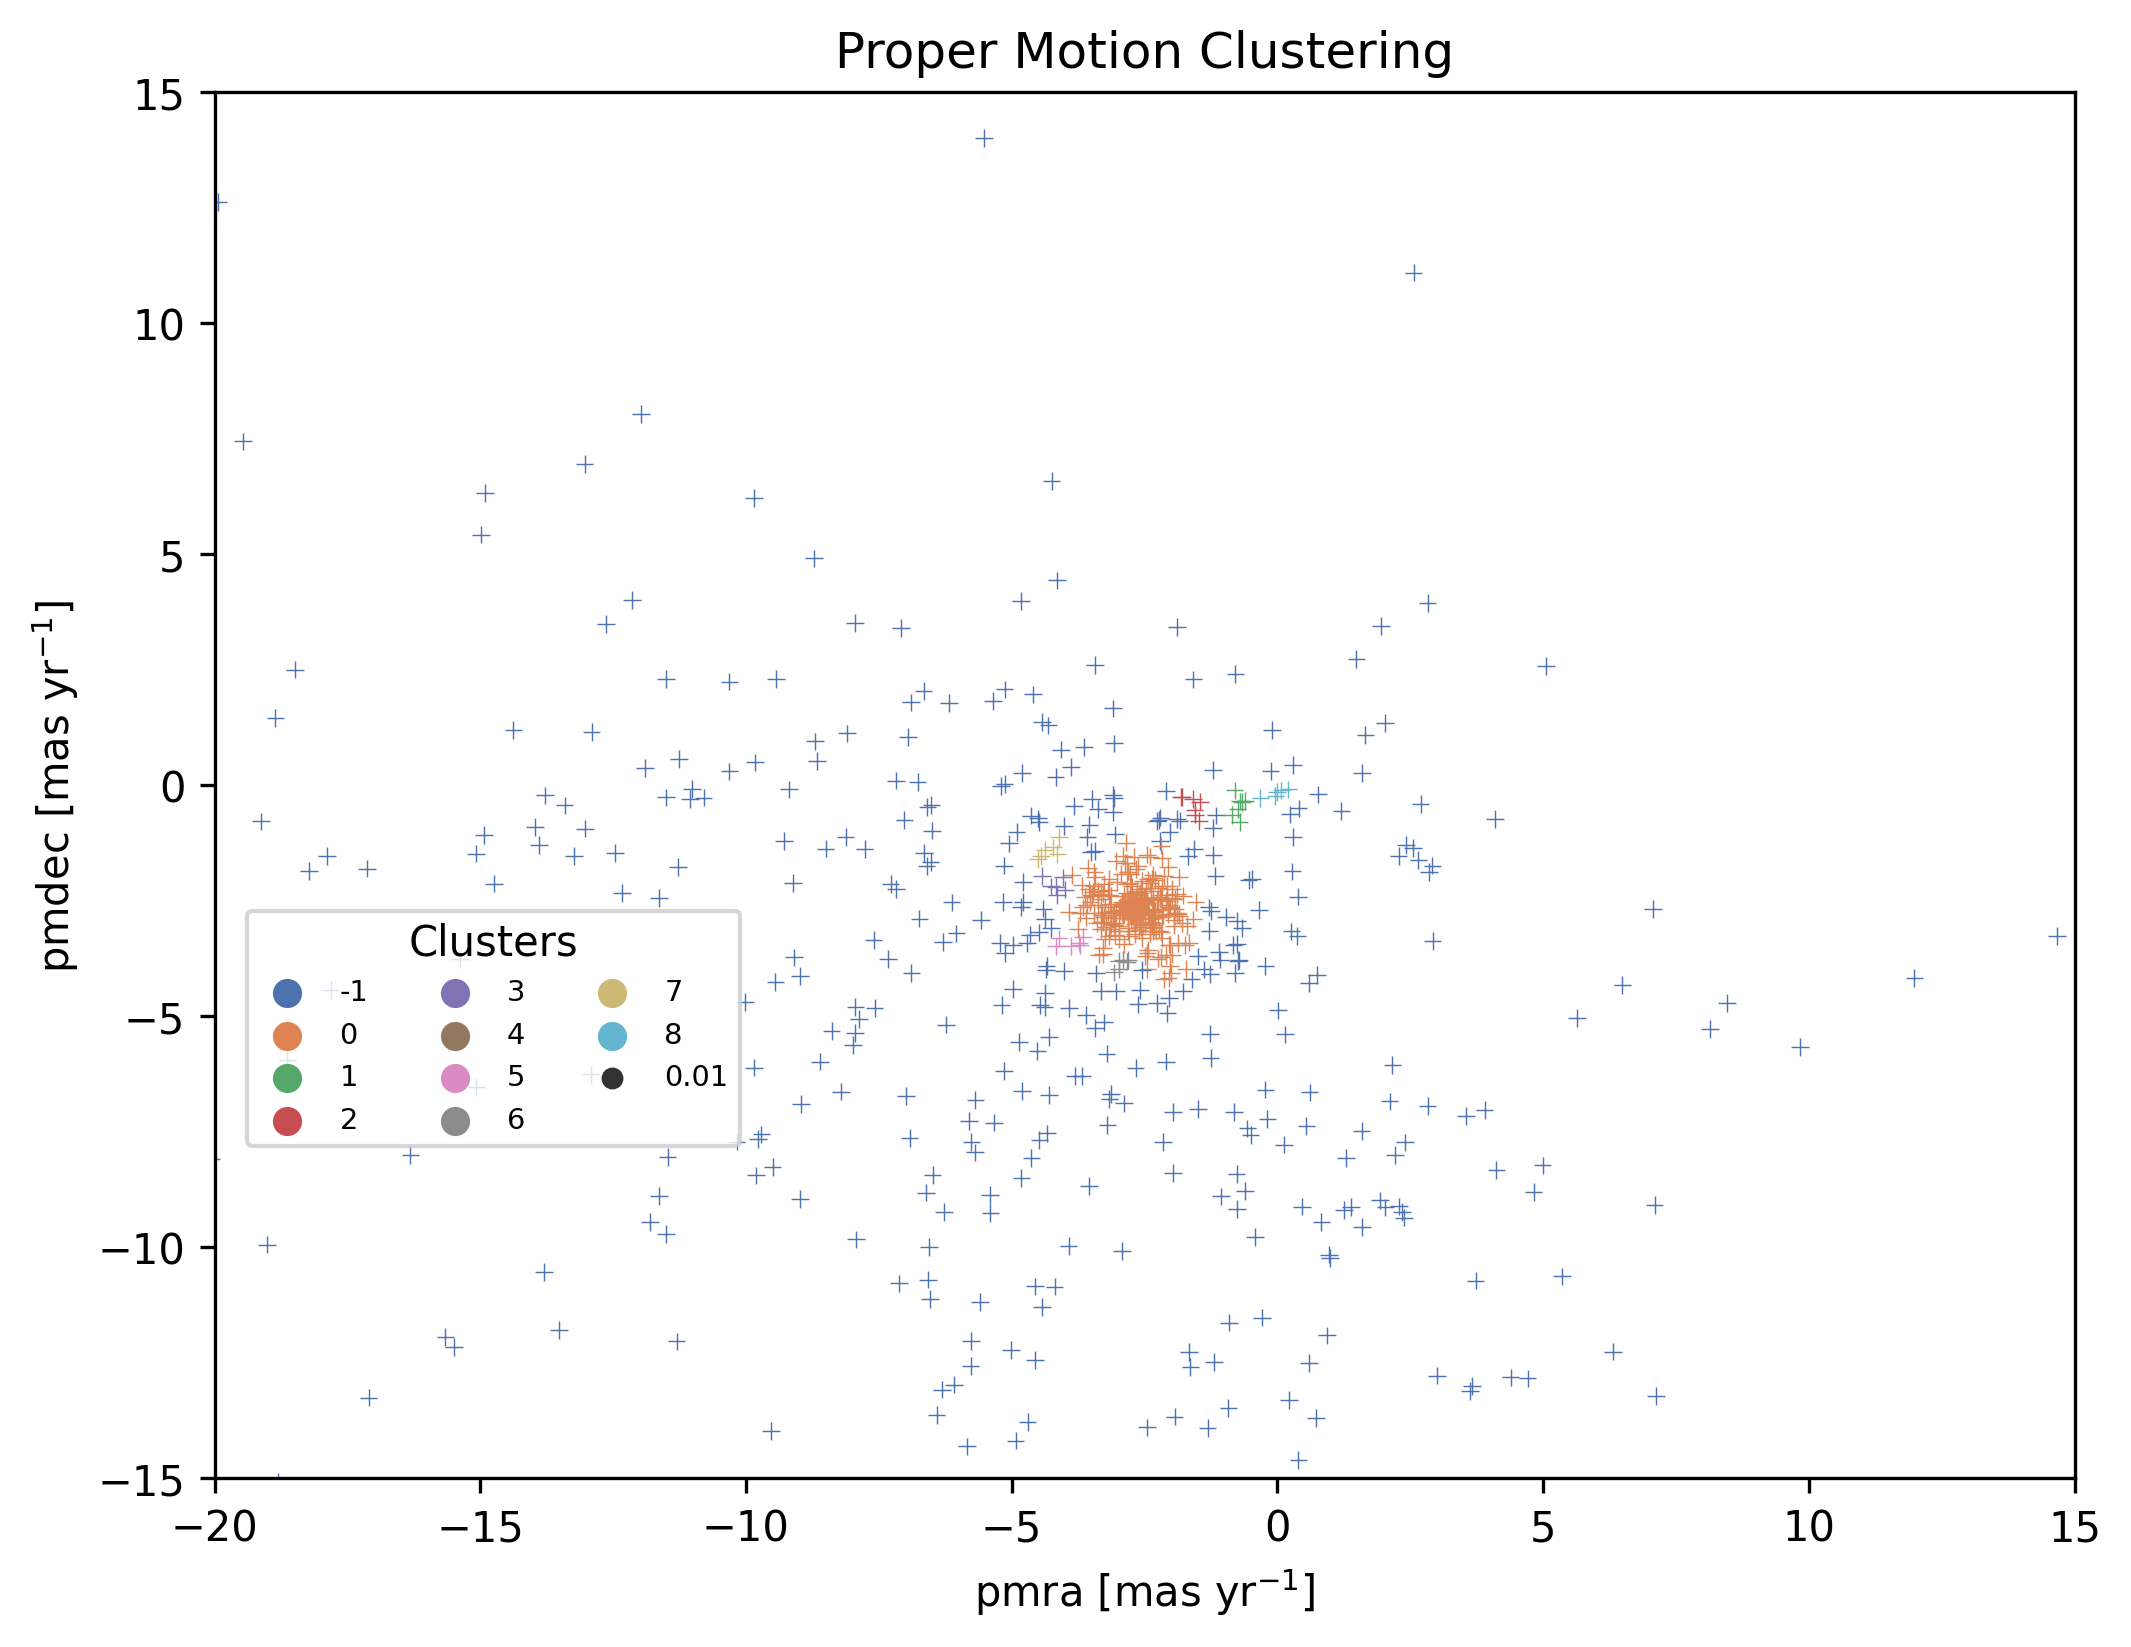 Proper Motion Clustering
15
10
5
0
−5
−10
−15
pmdec [mas yr⁻¹]
Clusters
-1 3 7
0 4 8
1 5 0.01
2 6
−20 −15 −10 −5 0 5 10 15
pmra [mas yr⁻¹]